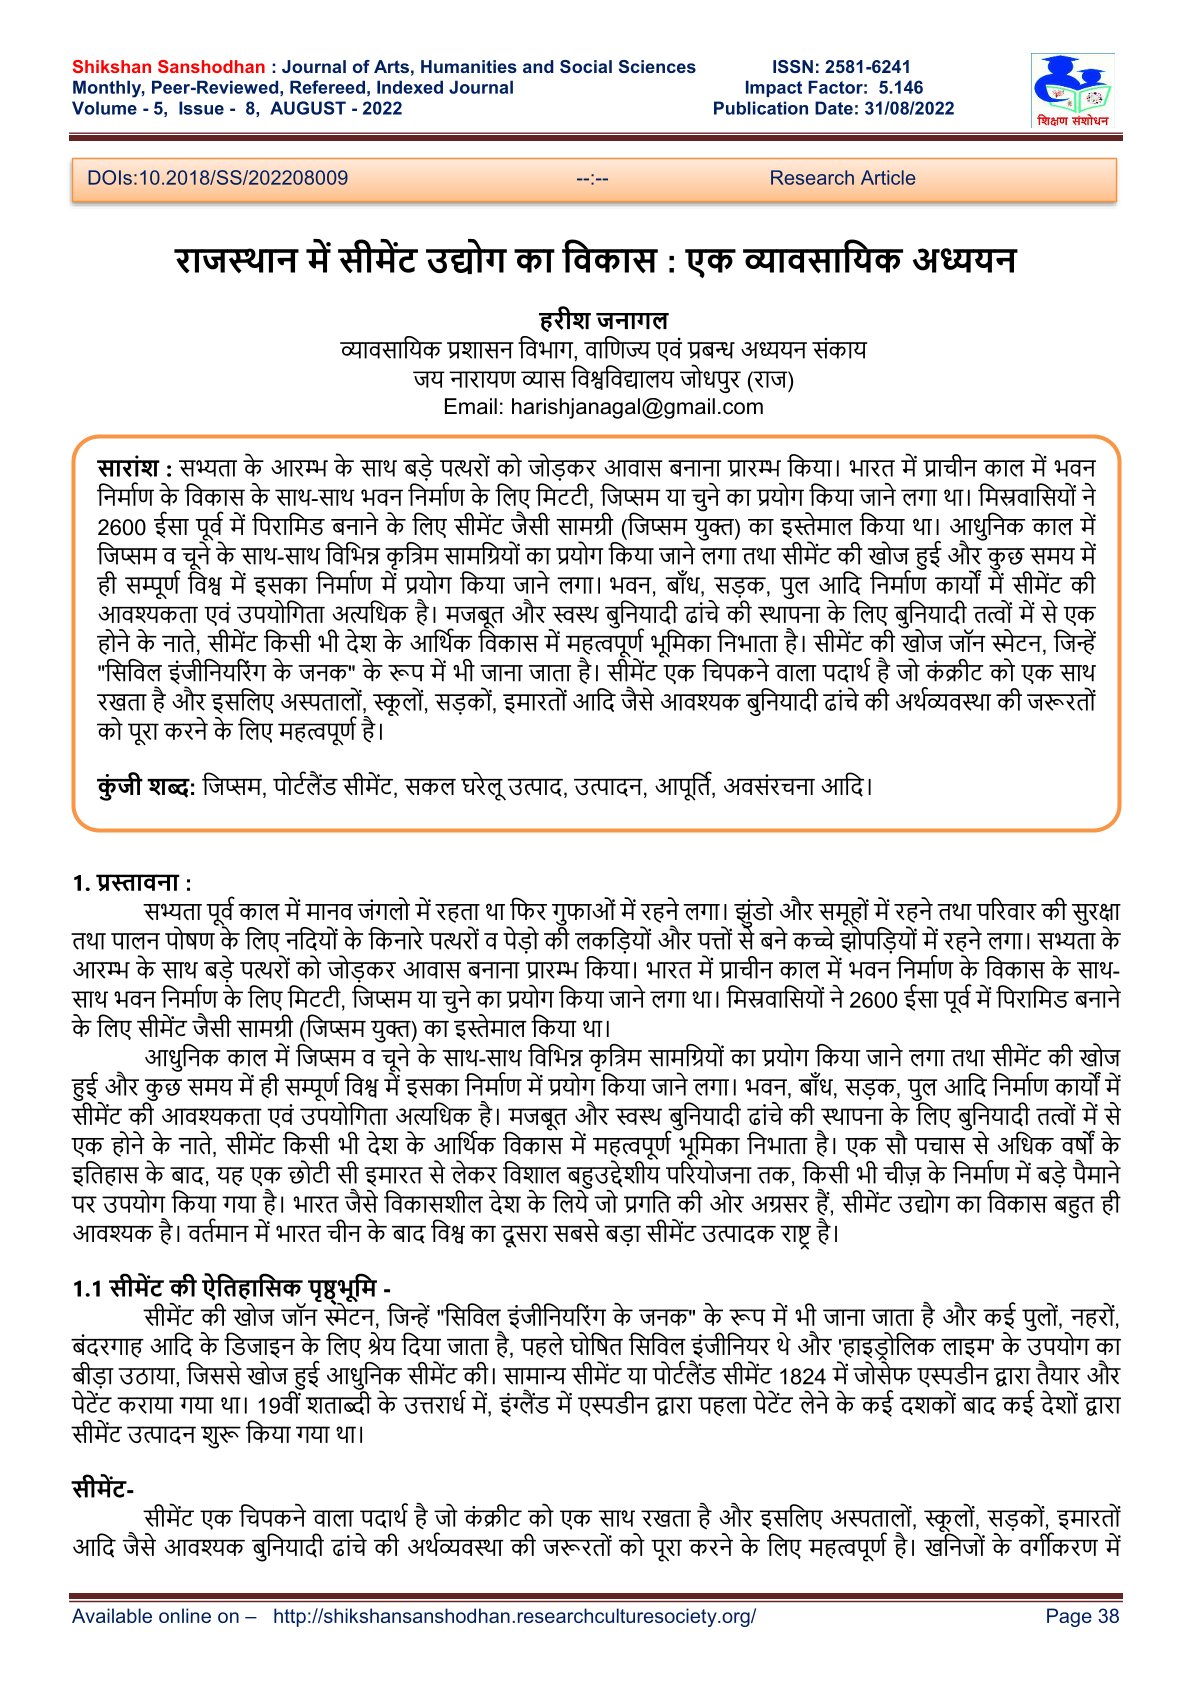 Shikshan Sanshodhan : Journal of Arts, Humanities and Social Sciences ISSN: 2581-6241
Monthly, Peer-Reviewed, Refereed, Indexed Journal Impact Factor: 5.146
Volume - 5, Issue - 8, AUGUST - 2022 Publication Date: 31/08/2022
शिक्षण संशोधन
DOIs:10.2018/SS/202208009 --:-- Research Article
राजस्थान में सीमेंट उद्योग का विकास : एक व्यावसायिक अध्ययन
हरीश जनागल
व्यावसायिक प्रशासन विभाग, वाणिज्य एवं प्रबन्ध अध्ययन संकाय
जय नारायण व्यास विश्वविद्यालय जोधपुर (राज)
Email: harishjanagal@gmail.com
सारांश : सभ्यता के आरम्भ के साथ बड़े पत्थरों को जोड़कर आवास बनाना प्रारम्भ किया। भारत में प्राचीन काल में भवन
निर्माण के विकास के साथ-साथ भवन निर्माण के लिए मिटटी, जिप्सम या चुने का प्रयोग किया जाने लगा था। मिस्रवासियों ने
2600 ईसा पूर्व में पिरामिड बनाने के लिए सीमेंट जैसी सामग्री (जिप्सम युक्त) का इस्तेमाल किया था। आधुनिक काल में
जिप्सम व चूने के साथ-साथ विभिन्न कृत्रिम सामग्रियों का प्रयोग किया जाने लगा तथा सीमेंट की खोज हुई और कुछ समय में
ही सम्पूर्ण विश्व में इसका निर्माण में प्रयोग किया जाने लगा। भवन, बाँध, सड़क, पुल आदि निर्माण कार्यों में सीमेंट की
आवश्यकता एवं उपयोगिता अत्यधिक है। मजबूत और स्वस्थ बुनियादी ढांचे की स्थापना के लिए बुनियादी तत्वों में से एक
होने के नाते, सीमेंट किसी भी देश के आर्थिक विकास में महत्वपूर्ण भूमिका निभाता है। सीमेंट की खोज जॉन स्मेटन, जिन्हें
"सिविल इंजीनियरिंग के जनक" के रूप में भी जाना जाता है। सीमेंट एक चिपकने वाला पदार्थ है जो कंक्रीट को एक साथ
रखता है और इसलिए अस्पतालों, स्कूलों, सड़कों, इमारतों आदि जैसे आवश्यक बुनियादी ढांचे की अर्थव्यवस्था की जरूरतों
को पूरा करने के लिए महत्वपूर्ण है।
कुंजी शब्द: जिप्सम, पोर्टलैंड सीमेंट, सकल घरेलू उत्पाद, उत्पादन, आपूर्ति, अवसंरचना आदि।
1. प्रस्तावना :
सभ्यता पूर्व काल में मानव जंगलो में रहता था फिर गुफाओं में रहने लगा। झुंडो और समूहों में रहने तथा परिवार की सुरक्षा
तथा पालन पोषण के लिए नदियों के किनारे पत्थरों व पेड़ो की लकड़ियों और पत्तों से बने कच्चे झोपड़ियों में रहने लगा। सभ्यता के
आरम्भ के साथ बड़े पत्थरों को जोड़कर आवास बनाना प्रारम्भ किया। भारत में प्राचीन काल में भवन निर्माण के विकास के साथ-
साथ भवन निर्माण के लिए मिटटी, जिप्सम या चुने का प्रयोग किया जाने लगा था। मिस्रवासियों ने 2600 ईसा पूर्व में पिरामिड बनाने
के लिए सीमेंट जैसी सामग्री (जिप्सम युक्त) का इस्तेमाल किया था।
आधुनिक काल में जिप्सम व चूने के साथ-साथ विभिन्न कृत्रिम सामग्रियों का प्रयोग किया जाने लगा तथा सीमेंट की खोज
हुई और कुछ समय में ही सम्पूर्ण विश्व में इसका निर्माण में प्रयोग किया जाने लगा। भवन, बाँध, सड़क, पुल आदि निर्माण कार्यों में
सीमेंट की आवश्यकता एवं उपयोगिता अत्यधिक है। मजबूत और स्वस्थ बुनियादी ढांचे की स्थापना के लिए बुनियादी तत्वों में से
एक होने के नाते, सीमेंट किसी भी देश के आर्थिक विकास में महत्वपूर्ण भूमिका निभाता है। एक सौ पचास से अधिक वर्षों के
इतिहास के बाद, यह एक छोटी सी इमारत से लेकर विशाल बहुउद्देशीय परियोजना तक, किसी भी चीज़ के निर्माण में बड़े पैमाने
पर उपयोग किया गया है। भारत जैसे विकासशील देश के लिये जो प्रगति की ओर अग्रसर हैं, सीमेंट उद्योग का विकास बहुत ही
आवश्यक है। वर्तमान में भारत चीन के बाद विश्व का दूसरा सबसे बड़ा सीमेंट उत्पादक राष्ट्र है।
1.1 सीमेंट की ऐतिहासिक पृष्ठ्भूमि -
सीमेंट की खोज जॉन स्मेटन, जिन्हें "सिविल इंजीनियरिंग के जनक" के रूप में भी जाना जाता है और कई पुलों, नहरों,
बंदरगाह आदि के डिजाइन के लिए श्रेय दिया जाता है, पहले घोषित सिविल इंजीनियर थे और 'हाइड्रोलिक लाइम' के उपयोग का
बीड़ा उठाया, जिससे खोज हुई आधुनिक सीमेंट की। सामान्य सीमेंट या पोर्टलैंड सीमेंट 1824 में जोसेफ एस्पडीन द्वारा तैयार और
पेटेंट कराया गया था। 19वीं शताब्दी के उत्तरार्ध में, इंग्लैंड में एस्पडीन द्वारा पहला पेटेंट लेने के कई दशकों बाद कई देशों द्वारा
सीमेंट उत्पादन शुरू किया गया था।
सीमेंट-
सीमेंट एक चिपकने वाला पदार्थ है जो कंक्रीट को एक साथ रखता है और इसलिए अस्पतालों, स्कूलों, सड़कों, इमारतों
आदि जैसे आवश्यक बुनियादी ढांचे की अर्थव्यवस्था की जरूरतों को पूरा करने के लिए महत्वपूर्ण है। खनिजों के वर्गीकरण में
Available online on – http://shikshansanshodhan.researchculturesociety.org/ Page 38